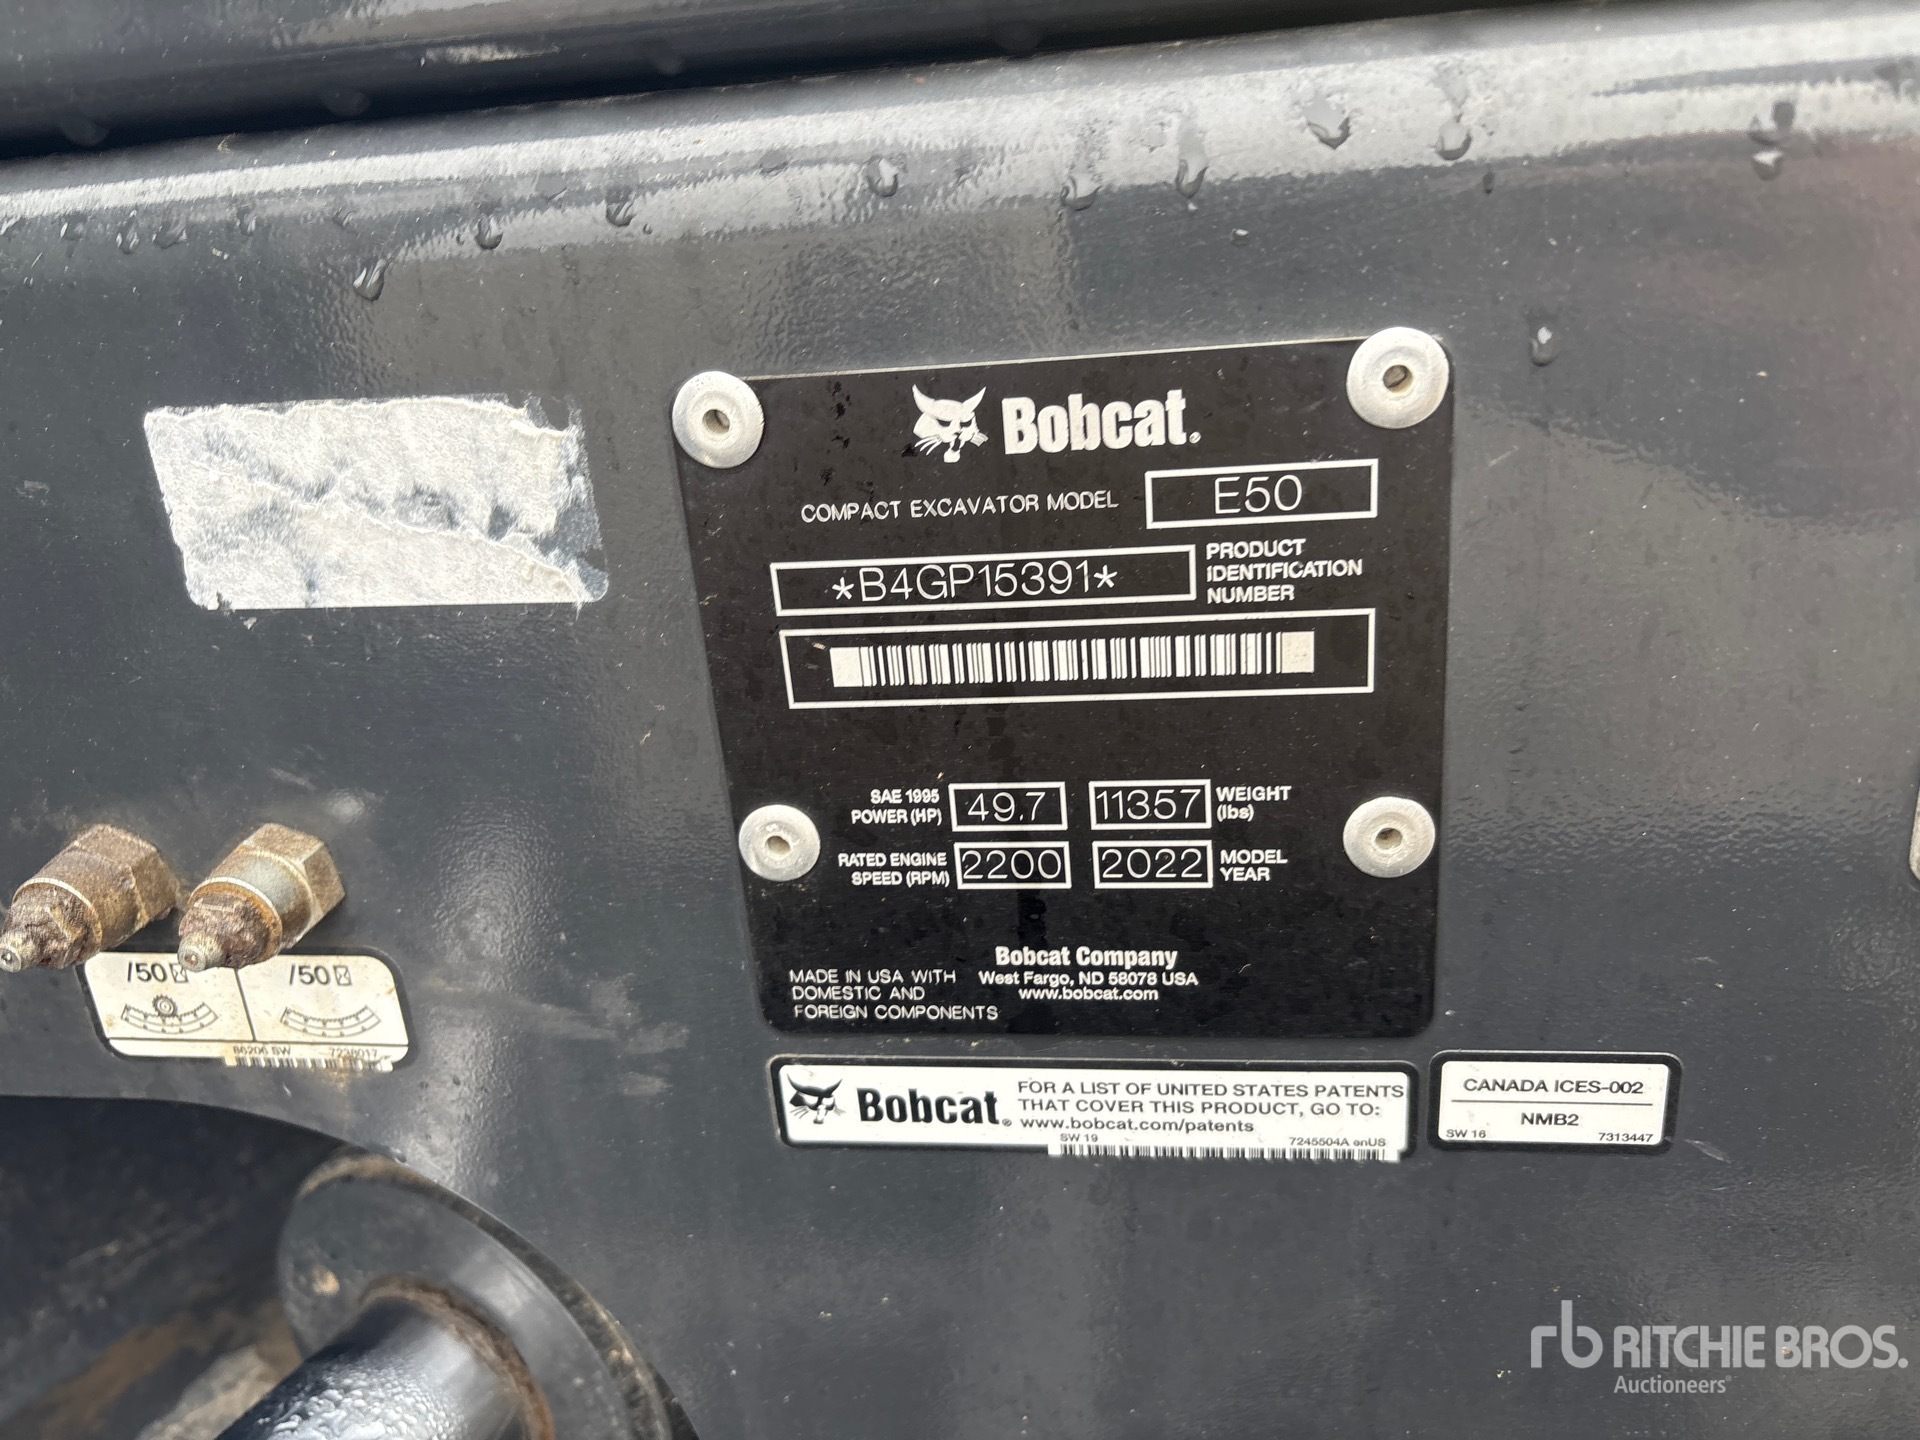 Bobcat®
COMPACT EXCAVATOR MODEL E50
*B4GP15391*
PRODUCT
IDENTIFICATION
NUMBER
SAE 1995
POWER (HP)
49.7
11357
WEIGHT
(lbs)
RATED ENGINE
SPEED (RPM)
2200
2022
MODEL
YEAR
Bobcat Company
West Fargo, ND 58078 USA
www.bobcat.com
MADE IN USA WITH
DOMESTIC AND
FOREIGN COMPONENTS
/50
/50
86206 SW 7236017
Bobcat®
FOR A LIST OF UNITED STATES PATENTS
THAT COVER THIS PRODUCT, GO TO:
www.bobcat.com/patents
SW 19 7245504A enUS
CANADA ICES-002
NMB2
SW 16 7313447
rb RITCHIE BROS.
Auctioneers